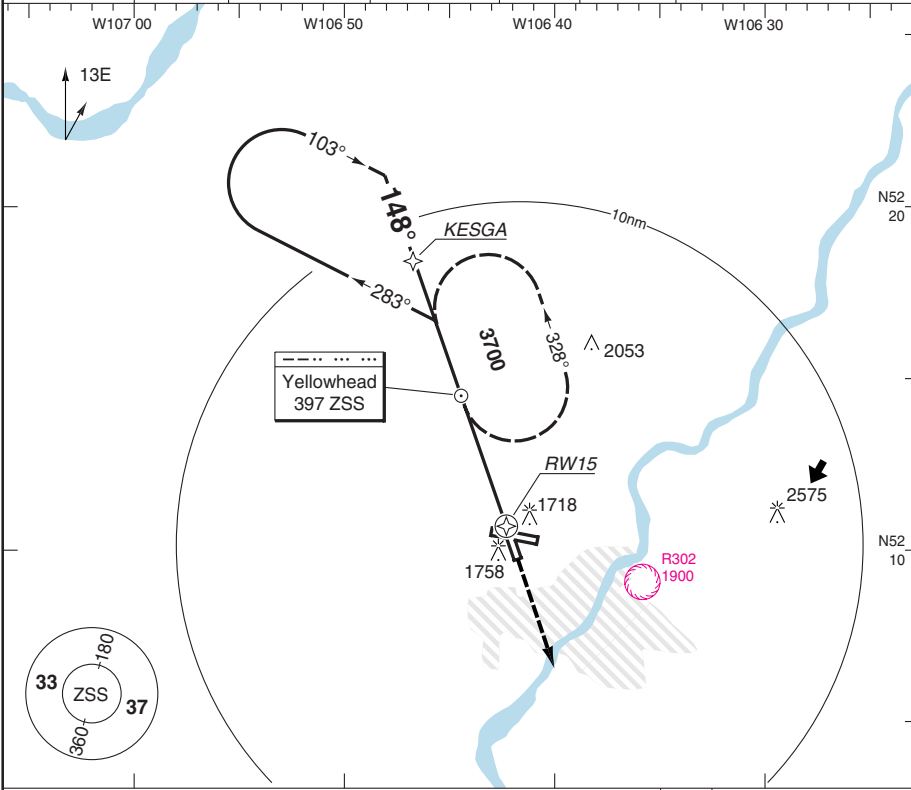 W107 00
W106 50
W106 40
W106 30
13E
103°
148°
KESGA
10nm
N52
20
283°
3700
328°
2053
Yellowhead
397 ZSS
RW15
1718
2575
1758
R302
1900
N52
10
180
33
ZSS
37
360